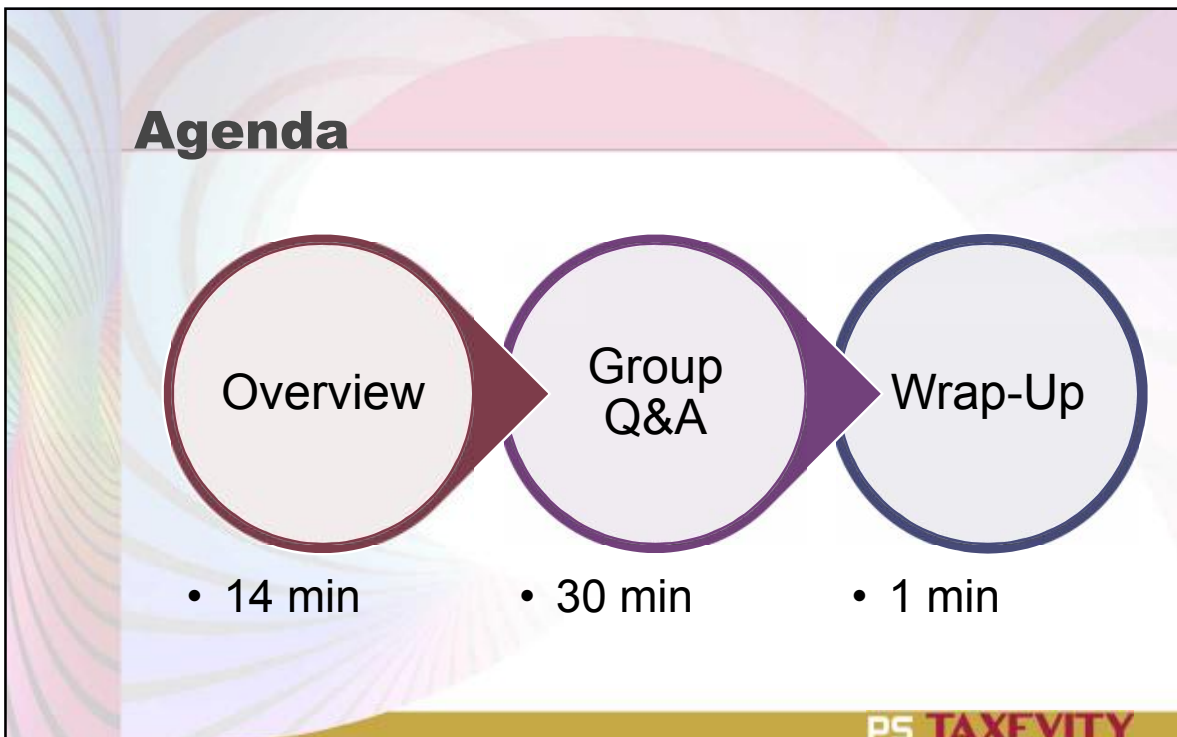 Agenda
Overview
Group
Q&A
Wrap-Up
• 14 min
• 30 min
• 1 min
PS TAXEVITY